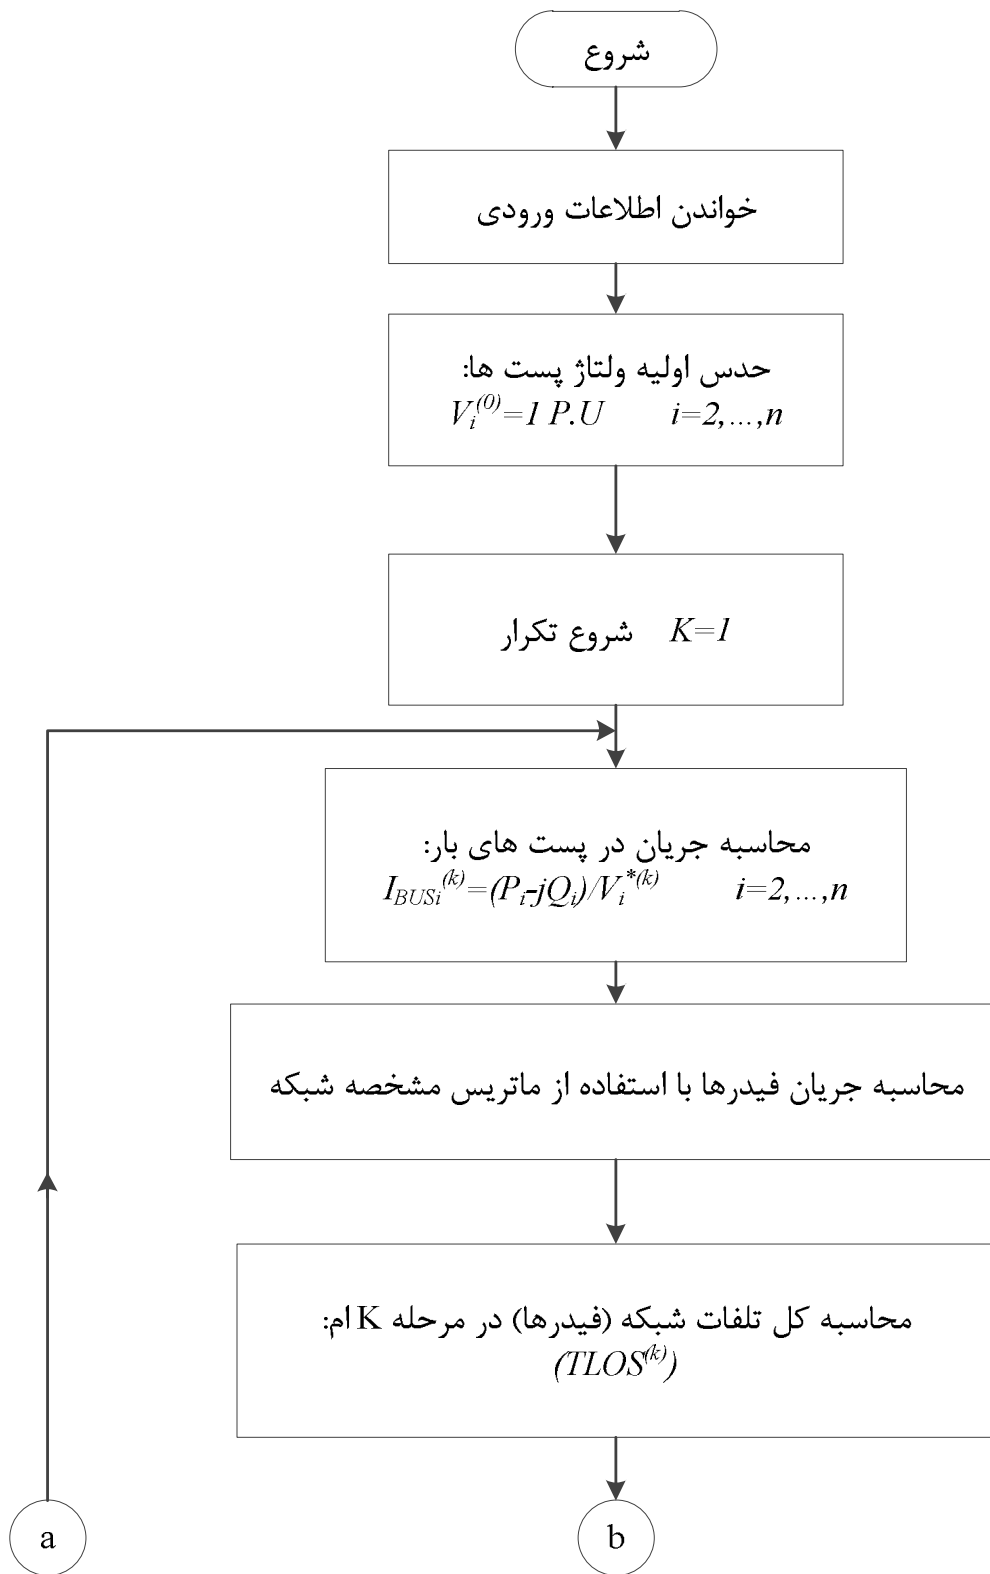 شروع
خواندن اطلاعات ورودی
حدس اولیه ولتاژ پست ها:
V_i^{(0)}=1 P.U i=2,...,n
شروع تکرار K=1
محاسبه جریان در پست های بار:
I_{BUSi}^{(k)}=(P_i-jQ_i)/V_i^{*(k)} i=2,...,n
محاسبه جریان فیدرها با استفاده از ماتریس مشخصه شبکه
محاسبه کل تلفات شبکه (فیدرها) در مرحله K ام:
(TLOS^{(k)})
a
b